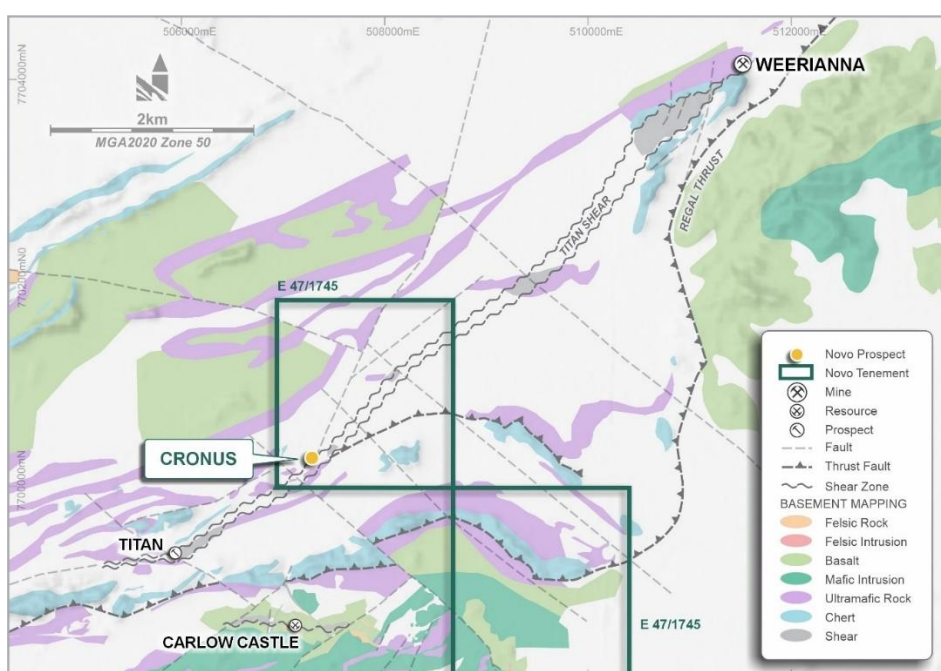 506000mE
508000mE
510000mE
512000mE
7704000mN
WEERIANNA
2km
MGA2020 Zone 50
REGAL THRUST
TITAN SHEAR
7702000N
E 47/1745
CRONUS
7700000mN
TITAN
CARLOW CASTLE
E 47/1745
Novo Prospect
Novo Tenement
Mine
Resource
Prospect
Fault
Thrust Fault
Shear Zone
BASEMENT MAPPING
Felsic Rock
Felsic Intrusion
Basalt
Mafic Intrusion
Ultramafic Rock
Chert
Shear